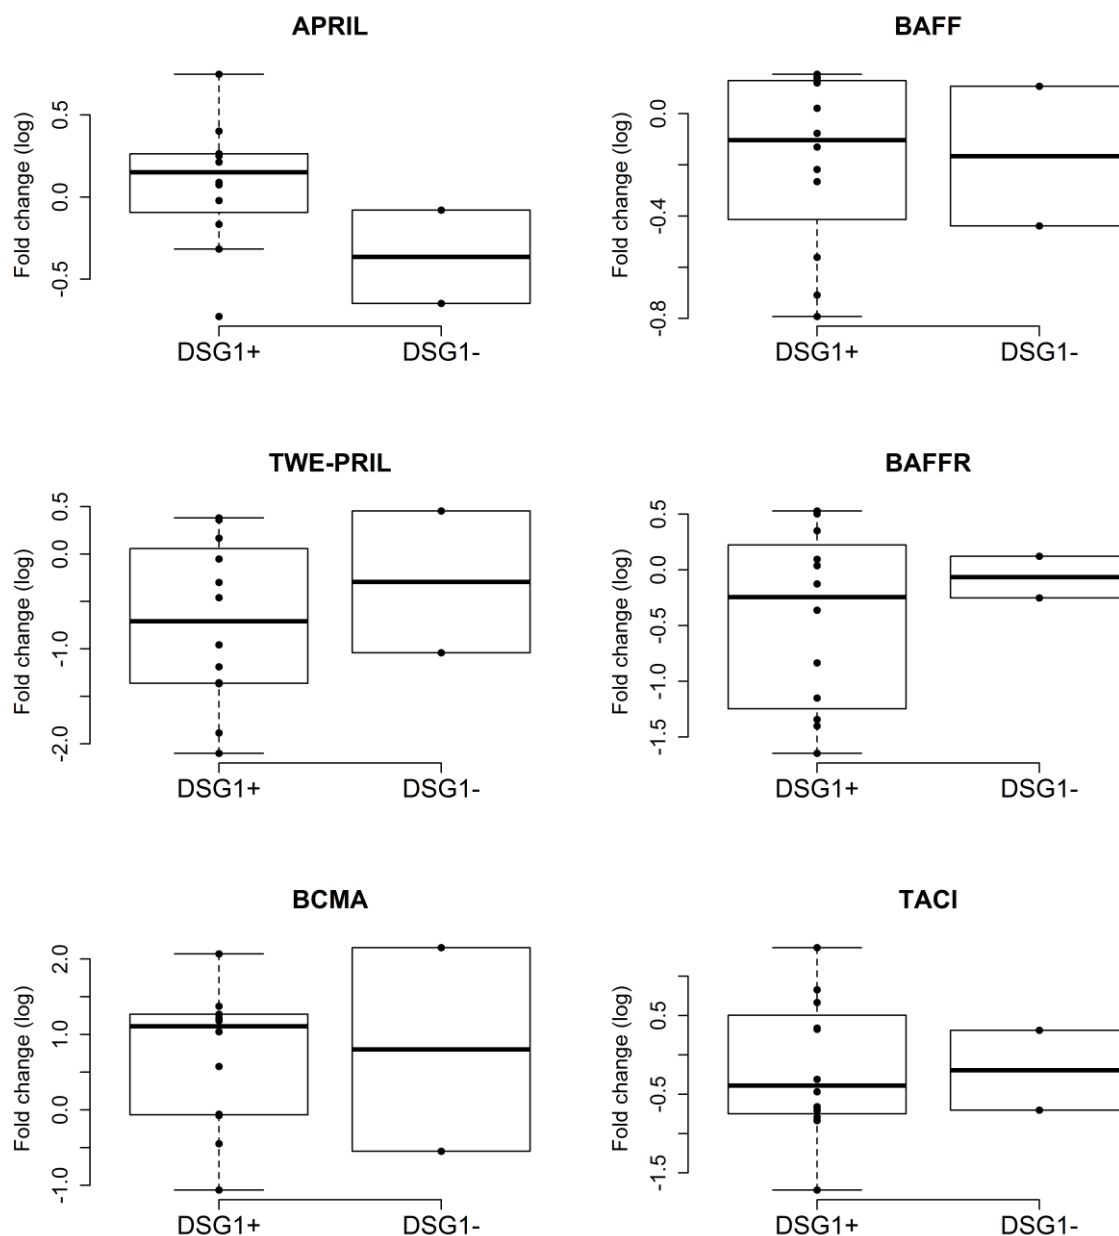 APRIL
Fold change (log)
0.5
0.0
-0.5
DSG1+ DSG1-
BAFF
Fold change (log)
0.0
-0.4
-0.8
DSG1+ DSG1-
TWE-PRIL
Fold change (log)
0.5
0.0
-1.0
-2.0
DSG1+ DSG1-
BAFFR
Fold change (log)
0.5
0.0
-0.5
-1.0
-1.5
DSG1+ DSG1-
BCMA
Fold change (log)
2.0
1.0
0.0
-1.0
DSG1+ DSG1-
TACI
Fold change (log)
0.5
-0.5
-1.5
DSG1+ DSG1-